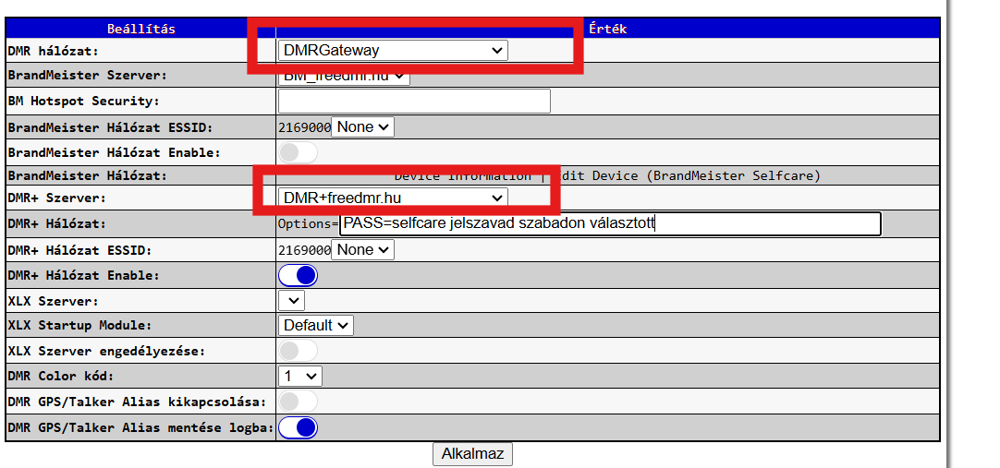 Beállítás Érték
DMR hálózat: DMRGateway
BrandMeister Szerver: BM_freedmr.hu
BM Hotspot Security:
BrandMeister Hálózat ESSID: 2169000 None
BrandMeister Hálózat Enable:
BrandMeister Hálózat: Device Information | dit Device (BrandMeister Selfcare)
DMR+ Szerver: DMR+freedmr.hu
DMR+ Hálózat: Options= PASS=selfcare jelszavad szabadon választott
DMR+ Hálózat ESSID: 2169000 None
DMR+ Hálózat Enable:
XLX Szerver:
XLX Startup Module: Default
XLX Szerver engedélyezése:
DMR Color kód: 1
DMR GPS/Talker Alias kikapcsolása:
DMR GPS/Talker Alias mentése logba:
Alkalmaz